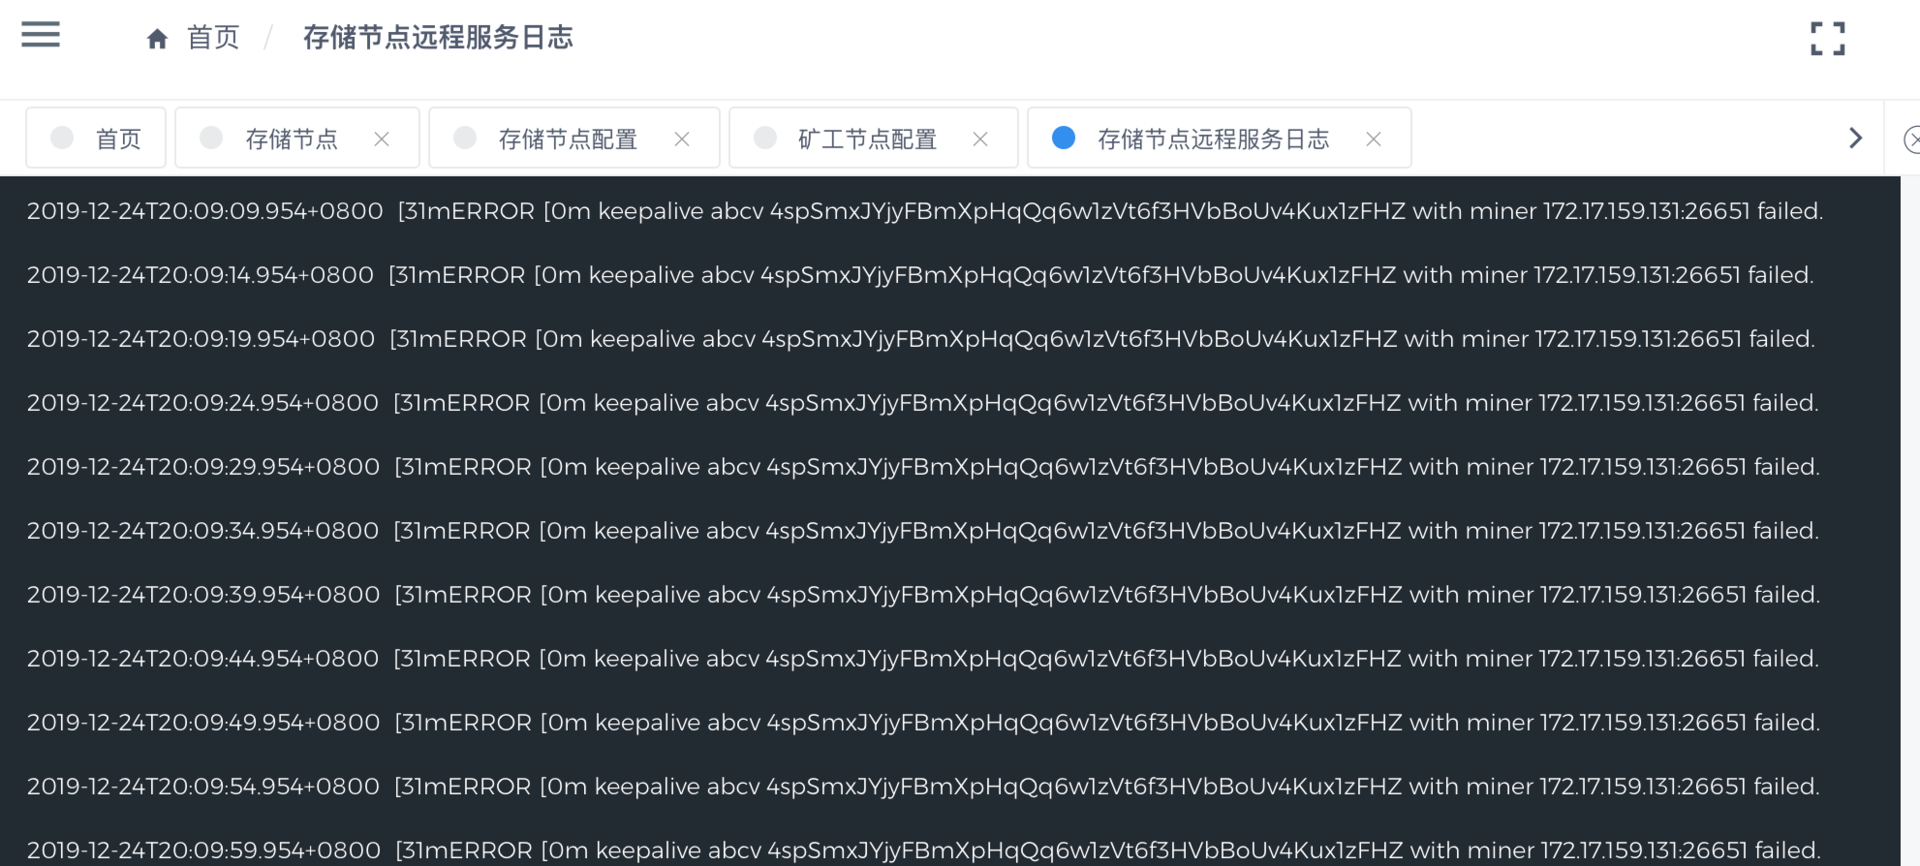 首页 / 存储节点远程服务日志
首页 存储节点 存储节点配置 矿工节点配置 存储节点远程服务日志
2019-12-24T20:09:09.954+0800 [31mERROR [0m keepalive abcv 4spSmxJYjyFBmXpHqQq6w1zVt6f3HVbBoUv4Kux1zFHZ with miner 172.17.159.131:26651 failed.
2019-12-24T20:09:14.954+0800 [31mERROR [0m keepalive abcv 4spSmxJYjyFBmXpHqQq6w1zVt6f3HVbBoUv4Kux1zFHZ with miner 172.17.159.131:26651 failed.
2019-12-24T20:09:19.954+0800 [31mERROR [0m keepalive abcv 4spSmxJYjyFBmXpHqQq6w1zVt6f3HVbBoUv4Kux1zFHZ with miner 172.17.159.131:26651 failed.
2019-12-24T20:09:24.954+0800 [31mERROR [0m keepalive abcv 4spSmxJYjyFBmXpHqQq6w1zVt6f3HVbBoUv4Kux1zFHZ with miner 172.17.159.131:26651 failed.
2019-12-24T20:09:29.954+0800 [31mERROR [0m keepalive abcv 4spSmxJYjyFBmXpHqQq6w1zVt6f3HVbBoUv4Kux1zFHZ with miner 172.17.159.131:26651 failed.
2019-12-24T20:09:34.954+0800 [31mERROR [0m keepalive abcv 4spSmxJYjyFBmXpHqQq6w1zVt6f3HVbBoUv4Kux1zFHZ with miner 172.17.159.131:26651 failed.
2019-12-24T20:09:39.954+0800 [31mERROR [0m keepalive abcv 4spSmxJYjyFBmXpHqQq6w1zVt6f3HVbBoUv4Kux1zFHZ with miner 172.17.159.131:26651 failed.
2019-12-24T20:09:44.954+0800 [31mERROR [0m keepalive abcv 4spSmxJYjyFBmXpHqQq6w1zVt6f3HVbBoUv4Kux1zFHZ with miner 172.17.159.131:26651 failed.
2019-12-24T20:09:49.954+0800 [31mERROR [0m keepalive abcv 4spSmxJYjyFBmXpHqQq6w1zVt6f3HVbBoUv4Kux1zFHZ with miner 172.17.159.131:26651 failed.
2019-12-24T20:09:54.954+0800 [31mERROR [0m keepalive abcv 4spSmxJYjyFBmXpHqQq6w1zVt6f3HVbBoUv4Kux1zFHZ with miner 172.17.159.131:26651 failed.
2019-12-24T20:09:59.954+0800 [31mERROR [0m keepalive abcv 4spSmxJYjyFBmXpHqQq6w1zVt6f3HVbBoUv4Kux1zFHZ with miner 172.17.159.131:26651 failed.